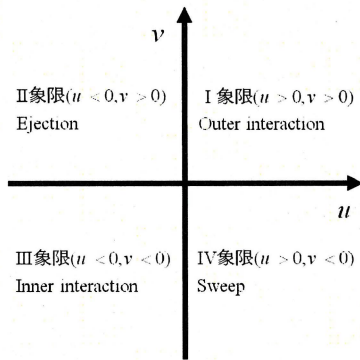 v
Ⅱ象限(u <0,v >0)
Ejection
Ⅰ象限(u >0,v >0)
Outer interaction
u
Ⅲ象限(u <0,v <0)
Inner interaction
Ⅳ象限(u >0,v <0)
Sweep